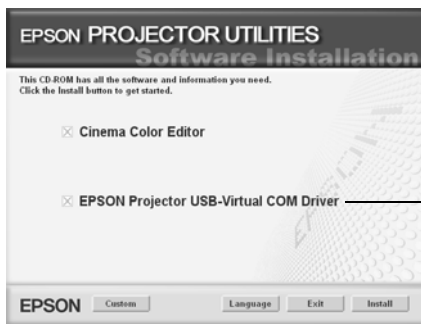 EPSON PROJECTOR UTILITIES
Software Installation
This CD-ROM has all the software and information you need.
Click the Install button to get started.
Cinema Color Editor
EPSON Projector USB-Virtual COM Driver
EPSON
EPSON Custom Language Exit Install